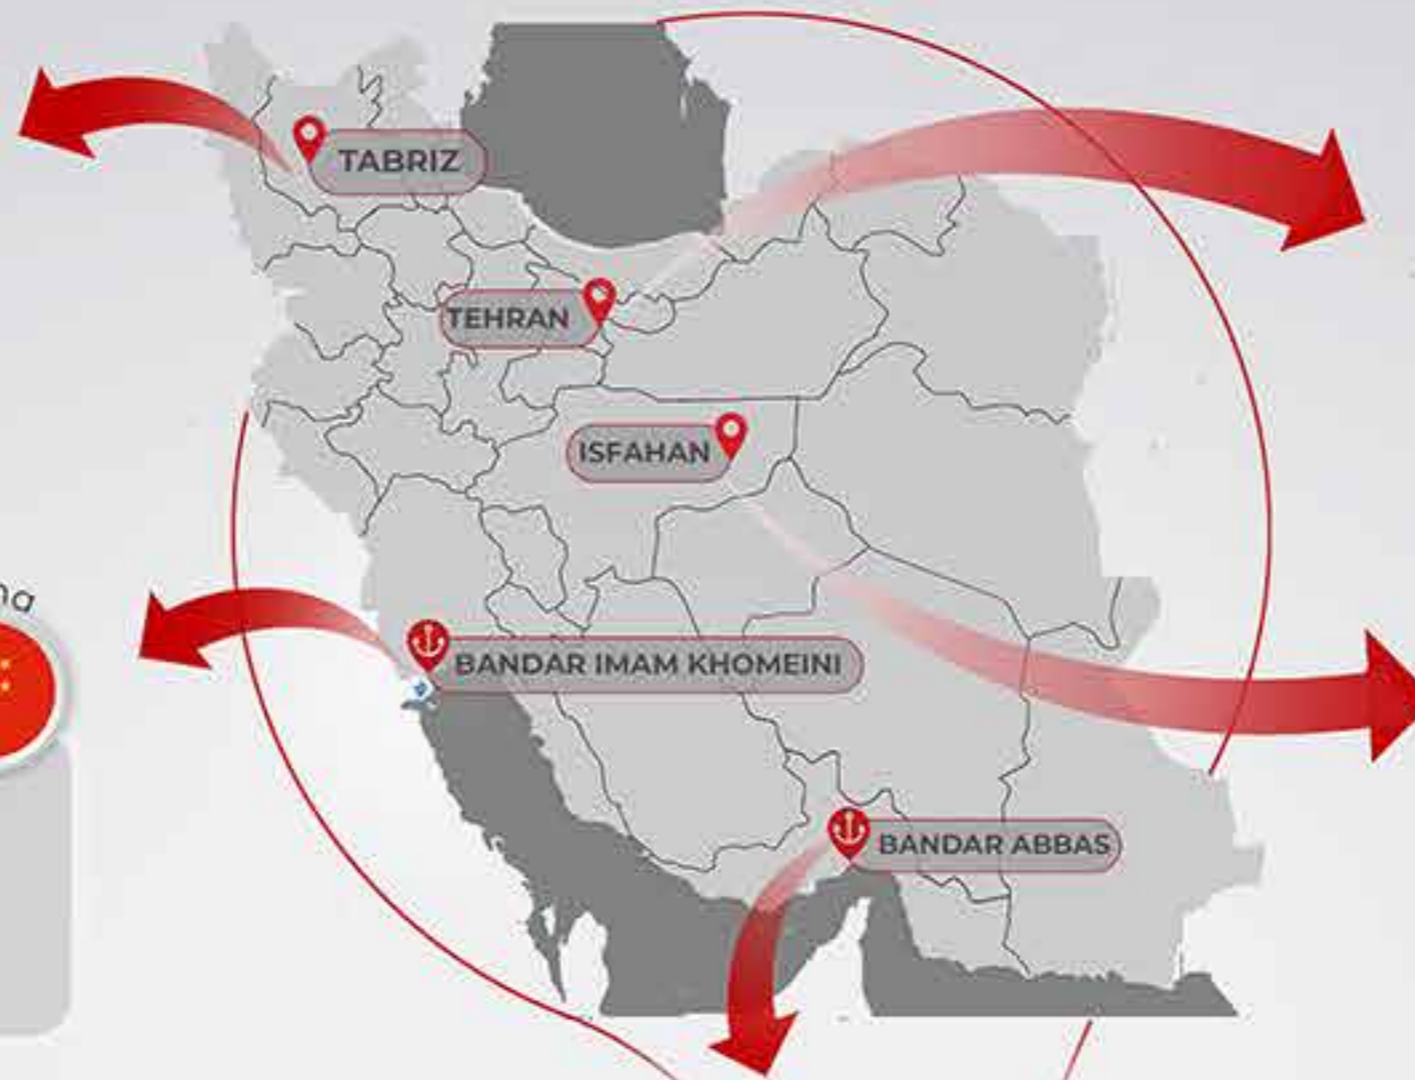 TABRIZ
TEHRAN
ISFAHAN
BANDAR IMAM KHOMEINI
BANDAR ABBAS